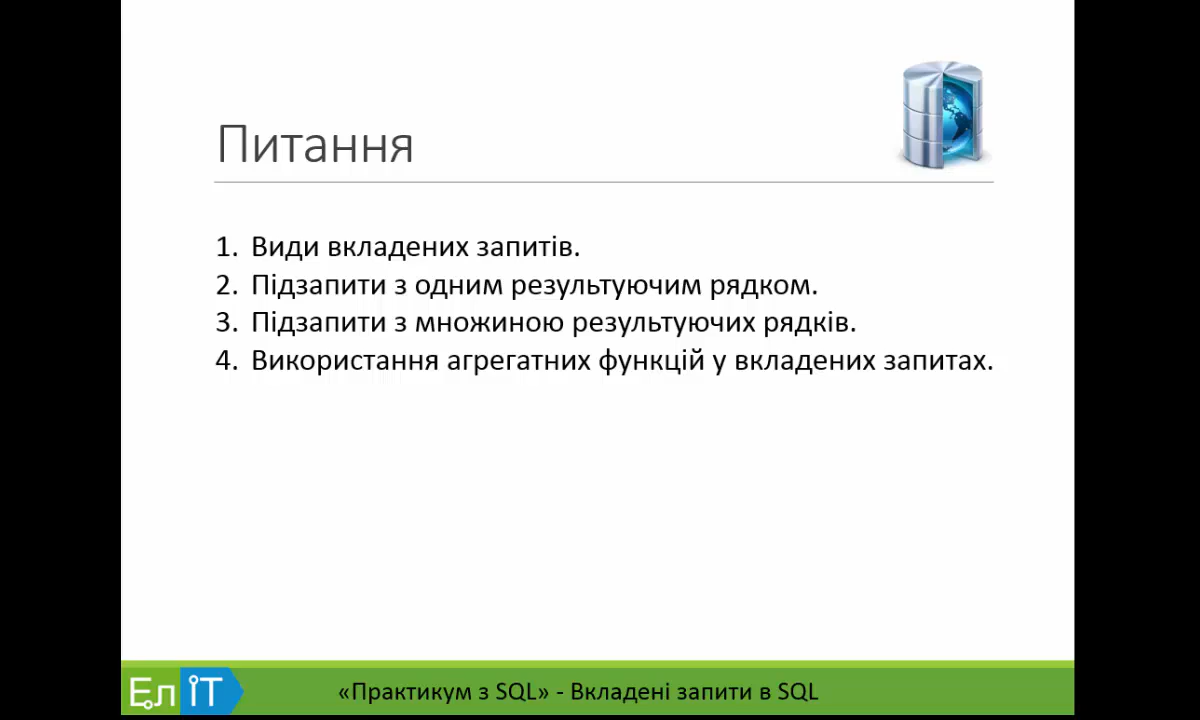 Питання
1. Види вкладених запитів.
2. Підзапити з одним результуючим рядком.
3. Підзапити з множиною результуючих рядків.
4. Використання агрегатних функцій у вкладених запитах.
Ел ІТ
«Практикум з SQL» - Вкладені запити в SQL